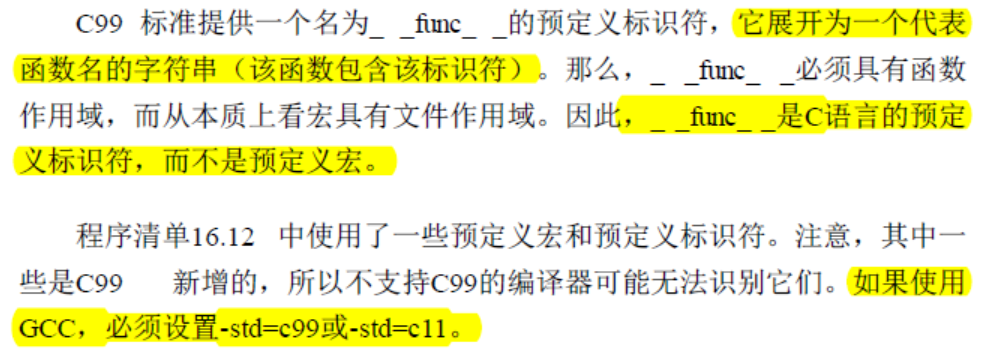 C99 标准提供一个名为_ _func_ _的预定义标识符，它展开为一个代表
函数名的字符串（该函数包含该标识符）。那么，_ _func_ _必须具有函数
作用域，而从本质上看宏具有文件作用域。因此，_ _func_ _是C语言的预定
义标识符，而不是预定义宏。
程序清单16.12 中使用了一些预定义宏和预定义标识符。注意，其中一
些是C99 新增的，所以不支持C99的编译器可能无法识别它们。如果使用
GCC，必须设置-std=c99或-std=c11。